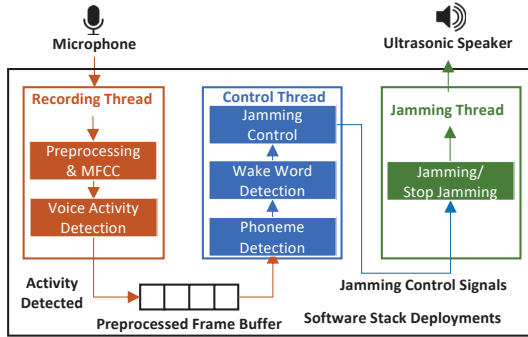 Microphone
Ultrasonic Speaker
Recording Thread
Preprocessing
& MFCC
Voice Activity
Detection
Control Thread
Jamming
Control
Wake Word
Detection
Phoneme
Detection
Jamming Thread
Jamming/
Stop Jamming
Activity
Detected
Preprocessed Frame Buffer
Jamming Control Signals
Software Stack Deployments